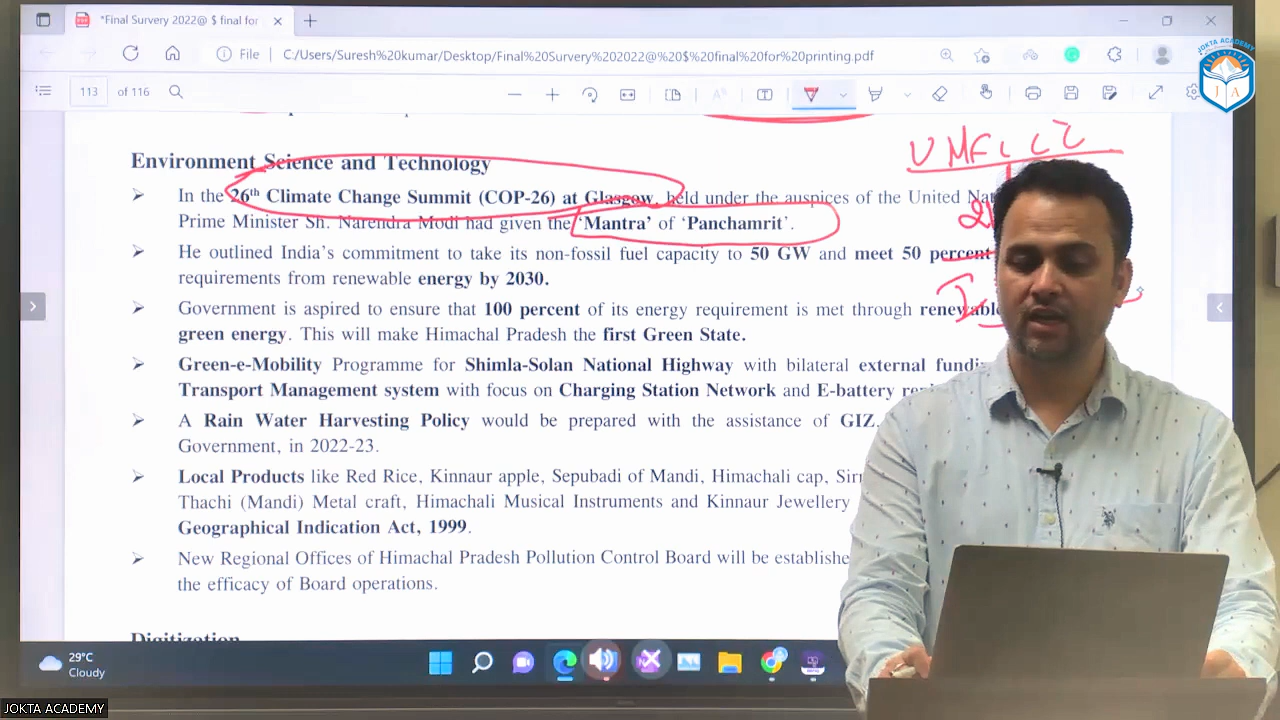 *Final Survery 2022@ $ final for
File
C:/Users/Suresh%20kumar/Desktop/Final%20Survery%202022@%20$%20final%20for%20printing.pdf
JOKTA ACADEMY
J A
113 of 116
UNFCCC
Environment Science and Technology
➢ In the 26th Climate Change Summit (COP-26) at Glasgow, held under the auspices of the United Nat
Prime Minister Sh. Narendra Modi had given the 'Mantra' of 'Panchamrit'.
➢ He outlined India's commitment to take its non-fossil fuel capacity to 50 GW and meet 50 percent
requirements from renewable energy by 2030.
➢ Government is aspired to ensure that 100 percent of its energy requirement is met through renewable
green energy. This will make Himachal Pradesh the first Green State.
➢ Green-e-Mobility Programme for Shimla-Solan National Highway with bilateral external fundi
Transport Management system with focus on Charging Station Network and E-battery
➢ A Rain Water Harvesting Policy would be prepared with the assistance of GIZ,
Government, in 2022-23.
➢ Local Products like Red Rice, Kinnaur apple, Sepubadi of Mandi, Himachali cap, Sir
Thachi (Mandi) Metal craft, Himachali Musical Instruments and Kinnaur Jewellery
Geographical Indication Act, 1999.
➢ New Regional Offices of Himachal Pradesh Pollution Control Board will be establishe
the efficacy of Board operations.
Digitization
29°C
Cloudy
JOKTA ACADEMY